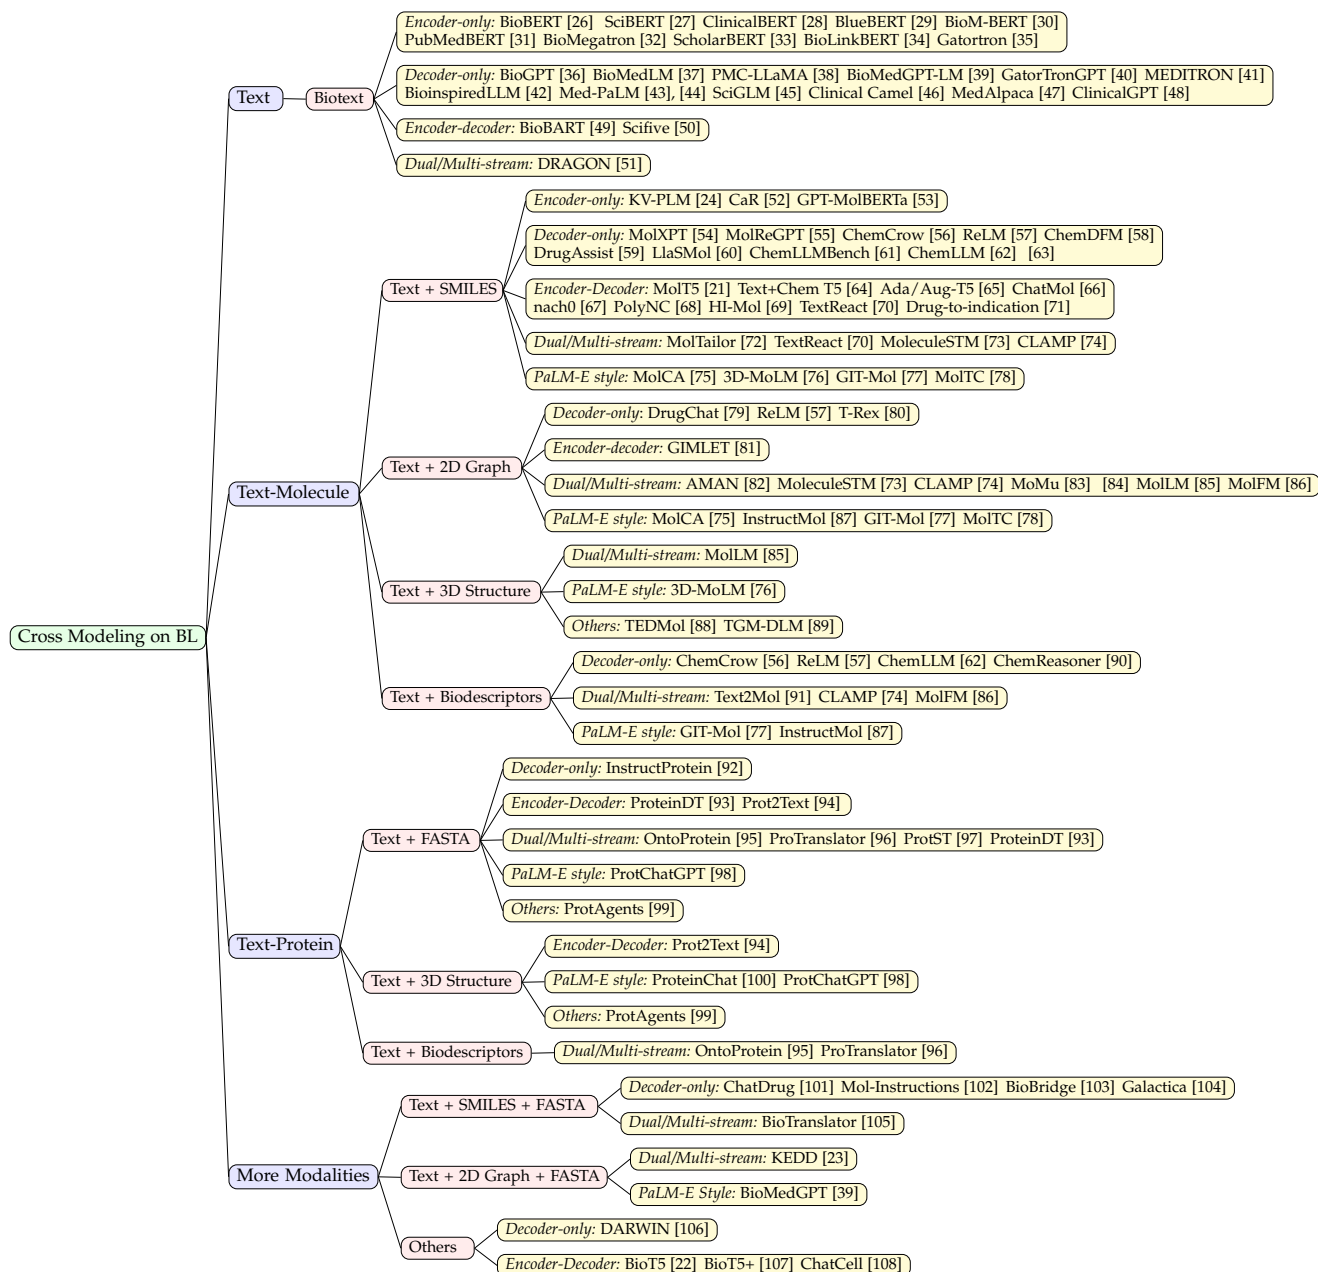 Encoder-only: BioBERT [26] SciBERT [27] ClinicalBERT [28] BlueBERT [29] BioM-BERT [30]
PubMedBERT [31] BioMegatron [32] ScholarBERT [33] BioLinkBERT [34] Gatortron [35]
Text
Biotext
Decoder-only: BioGPT [36] BioMedLM [37] PMC-LLaMA [38] BioMedGPT-LM [39] GatorTronGPT [40] MEDITRON [41]
BioinspiredLLM [42] Med-PaLM [43], [44] SciGLM [45] Clinical Camel [46] MedAlpaca [47] ClinicalGPT [48]
Encoder-decoder: BioBART [49] Scifive [50]
Dual/Multi-stream: DRAGON [51]
Encoder-only: KV-PLM [24] CaR [52] GPT-MolBERTa [53]
Decoder-only: MolXPT [54] MolReGPT [55] ChemCrow [56] ReLM [57] ChemDFM [58]
DrugAssist [59] LlaSMol [60] ChemLLMBench [61] ChemLLM [62] [63]
Text + SMILES
Encoder-Decoder: MolT5 [21] Text+Chem T5 [64] Ada/Aug-T5 [65] ChatMol [66]
nach0 [67] PolyNC [68] HI-Mol [69] TextReact [70] Drug-to-indication [71]
Dual/Multi-stream: MolTailor [72] TextReact [70] MoleculeSTM [73] CLAMP [74]
PaLM-E style: MolCA [75] 3D-MoLM [76] GIT-Mol [77] MolTC [78]
Decoder-only: DrugChat [79] ReLM [57] T-Rex [80]
Encoder-decoder: GIMLET [81]
Text + 2D Graph
Dual/Multi-stream: AMAN [82] MoleculeSTM [73] CLAMP [74] MoMu [83] [84] MolLM [85] MolFM [86]
Text-Molecule
PaLM-E style: MolCA [75] InstructMol [87] GIT-Mol [77] MolTC [78]
Dual/Multi-stream: MolLM [85]
Text + 3D Structure
PaLM-E style: 3D-MoLM [76]
Others: TEDMol [88] TGM-DLM [89]
Cross Modeling on BL
Decoder-only: ChemCrow [56] ReLM [57] ChemLLM [62] ChemReasoner [90]
Text + Biodescriptors
Dual/Multi-stream: Text2Mol [91] CLAMP [74] MolFM [86]
PaLM-E style: GIT-Mol [77] InstructMol [87]
Decoder-only: InstructProtein [92]
Encoder-Decoder: ProteinDT [93] Prot2Text [94]
Text + FASTA
Dual/Multi-stream: OntoProtein [95] ProTranslator [96] ProtST [97] ProteinDT [93]
PaLM-E style: ProtChatGPT [98]
Others: ProtAgents [99]
Text-Protein
Encoder-Decoder: Prot2Text [94]
Text + 3D Structure
PaLM-E style: ProteinChat [100] ProtChatGPT [98]
Others: ProtAgents [99]
Text + Biodescriptors
Dual/Multi-stream: OntoProtein [95] ProTranslator [96]
Decoder-only: ChatDrug [101] Mol-Instructions [102] BioBridge [103] Galactica [104]
Text + SMILES + FASTA
Dual/Multi-stream: BioTranslator [105]
Dual/Multi-stream: KEDD [23]
More Modalities
Text + 2D Graph + FASTA
PaLM-E Style: BioMedGPT [39]
Decoder-only: DARWIN [106]
Others
Encoder-Decoder: BioT5 [22] BioT5+ [107] ChatCell [108]